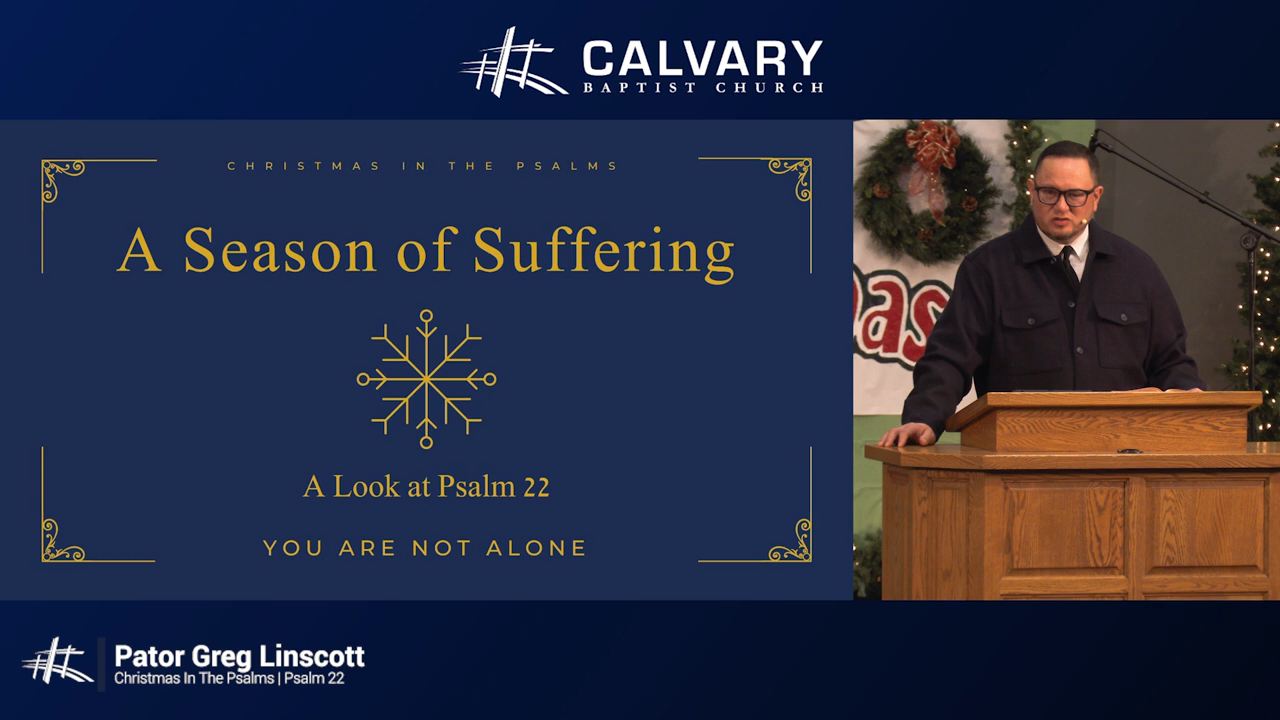 CALVARY
BAPTIST CHURCH
CHRISTMAS IN THE PSALMS
A Season of Suffering
A Look at Psalm 22
YOU ARE NOT ALONE
as
Pator Greg Linscott
Christmas In The Psalms | Psalm 22